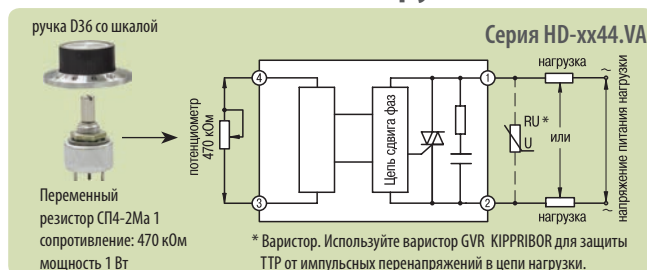 ручка D36 со шкалой
Серия HD-xx44.VA
нагрузка
4
1
потенциометр
470 кОм
Цепь сдвига фаз
RU *
U
или
напряжение питания нагрузки
~
~
3
2
нагрузка
Переменный
резистор СП4-2Ма 1
сопротивление: 470 кОм
мощность 1 Вт
* Варистор. Используйте варистор GVR KIPPRIBOR для защиты
ТТР от импульсных перенапряжений в цепи нагрузки.